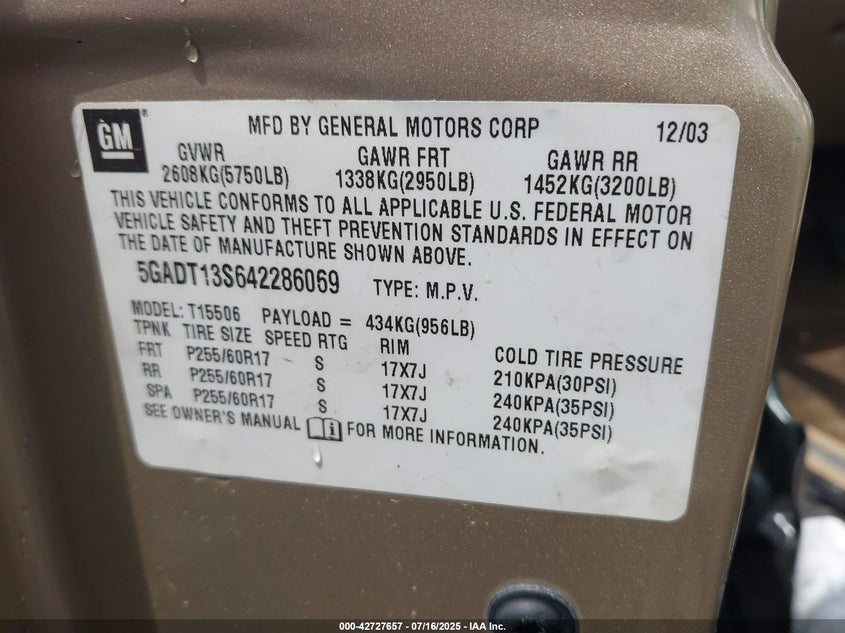 GM
MFD BY GENERAL MOTORS CORP 12/03
GVWR GAWR FRT GAWR RR
2608KG(5750LB) 1338KG(2950LB) 1452KG(3200LB)
THIS VEHICLE CONFORMS TO ALL APPLICABLE U.S. FEDERAL MOTOR
VEHICLE SAFETY AND THEFT PREVENTION STANDARDS IN EFFECT ON
THE DATE OF MANUFACTURE SHOWN ABOVE.
5GADT13S642286069 TYPE: M.P.V.
MODEL: T15506 PAYLOAD = 434KG(956LB)
TPNK TIRE SIZE SPEED RTG RIM COLD TIRE PRESSURE
FRT P255/60R17 S 17X7J 210KPA(30PSI)
RR P255/60R17 S 17X7J 240KPA(35PSI)
SPA P255/60R17 S 17X7J 240KPA(35PSI)
SEE OWNER'S MANUAL FOR MORE INFORMATION.
000-42727657 - 07/16/2025 - IAA Inc.